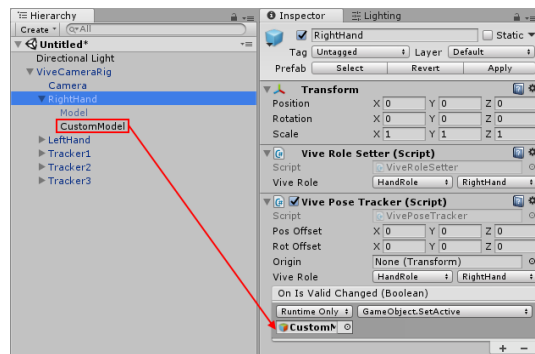 Hierarchy
Create
Q▾All
Untitled*
Directional Light
ViveCameraRig
Camera
RightHand
Model
CustomModel
LeftHand
Tracker1
Tracker2
Tracker3
Inspector
Lighting
RightHand
Static
Tag Untagged Layer Default
Prefab Select Revert Apply
Transform
Position X 0 Y 0 Z 0
Rotation X 0 Y 0 Z 0
Scale X 1 Y 1 Z 1
Vive Role Setter (Script)
Script ViveRoleSetter
Vive Role HandRole RightHand
Vive Pose Tracker (Script)
Script VivePoseTracker
Pos Offset X 0 Y 0 Z 0
Rot Offset X 0 Y 0 Z 0
Origin None (Transform)
Vive Role HandRole RightHand
On Is Valid Changed (Boolean)
Runtime Only GameObject.SetActive
CustomM
+ −